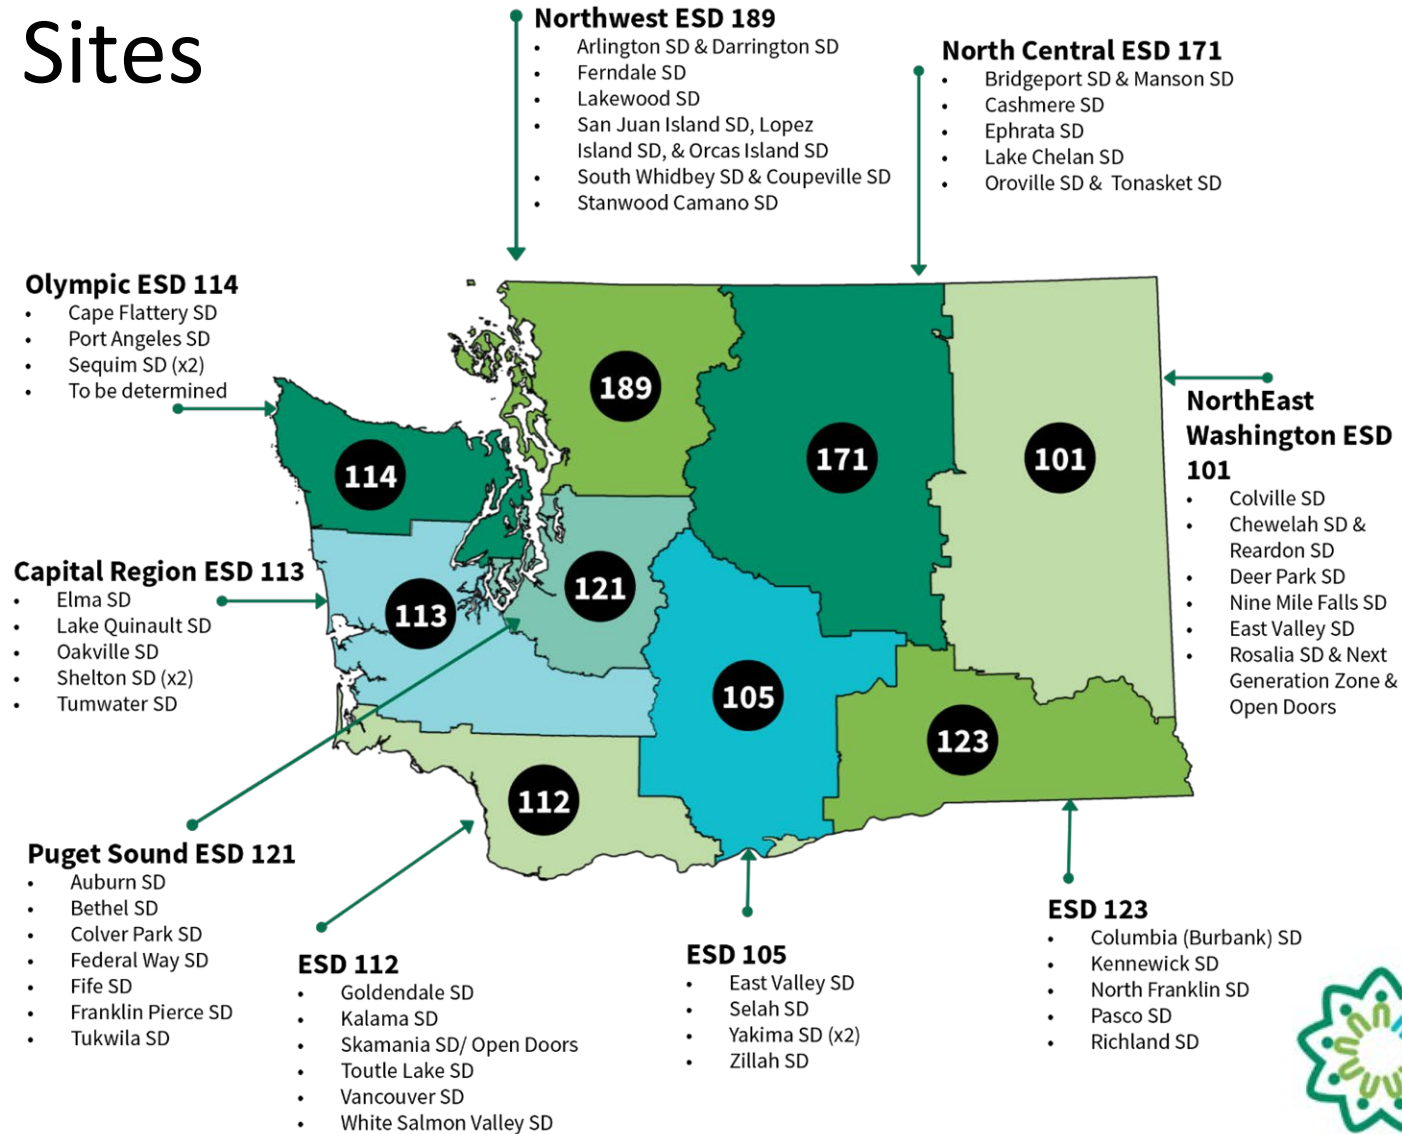 Sites
Northwest ESD 189
• Arlington SD & Darrington SD
• Ferndale SD
• Lakewood SD
• San Juan Island SD, Lopez
Island SD, & Orcas Island SD
• South Whidbey SD & Coupeville SD
• Stanwood Camano SD
North Central ESD 171
• Bridgeport SD & Manson SD
• Cashmere SD
• Ephrata SD
• Lake Chelan SD
• Oroville SD & Tonasket SD
Olympic ESD 114
• Cape Flattery SD
• Port Angeles SD
• Sequim SD (x2)
• To be determined
NorthEast
Washington ESD
101
• Colville SD
• Chewelah SD &
Reardon SD
• Deer Park SD
• Nine Mile Falls SD
• East Valley SD
• Rosalia SD & Next
Generation Zone &
Open Doors
189
171
101
114
121
113
105
123
112
Capital Region ESD 113
• Elma SD
• Lake Quinault SD
• Oakville SD
• Shelton SD (x2)
• Tumwater SD
Puget Sound ESD 121
• Auburn SD
• Bethel SD
• Colver Park SD
• Federal Way SD
• Fife SD
• Franklin Pierce SD
• Tukwila SD
ESD 112
• Goldendale SD
• Kalama SD
• Skamania SD/ Open Doors
• Toutle Lake SD
• Vancouver SD
• White Salmon Valley SD
ESD 105
• East Valley SD
• Selah SD
• Yakima SD (x2)
• Zillah SD
ESD 123
• Columbia (Burbank) SD
• Kennewick SD
• North Franklin SD
• Pasco SD
• Richland SD